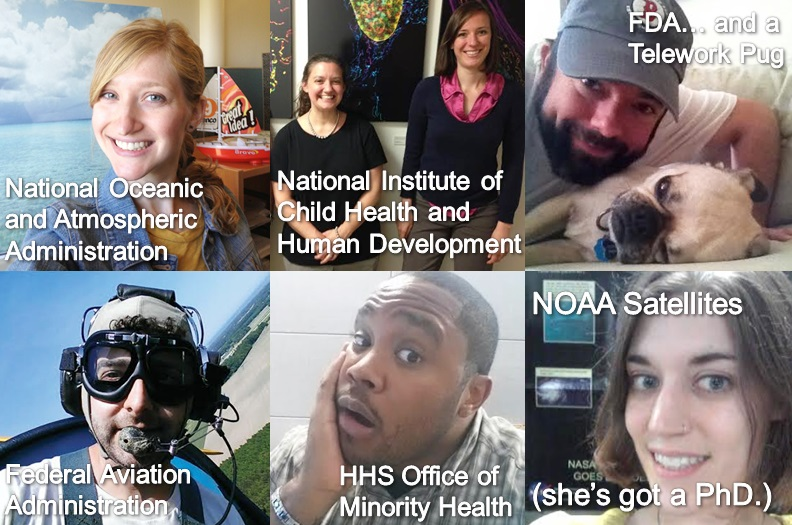 National Oceanic
and Atmospheric
Administration
Great
Idea!
National Institute of
Child Health and
Human Development
FDA... and a
Telework Pug
Federal Aviation
Administration
HHS Office of
Minority Health
NOAA Satellites
NASA
GOES
(she's got a PhD.)